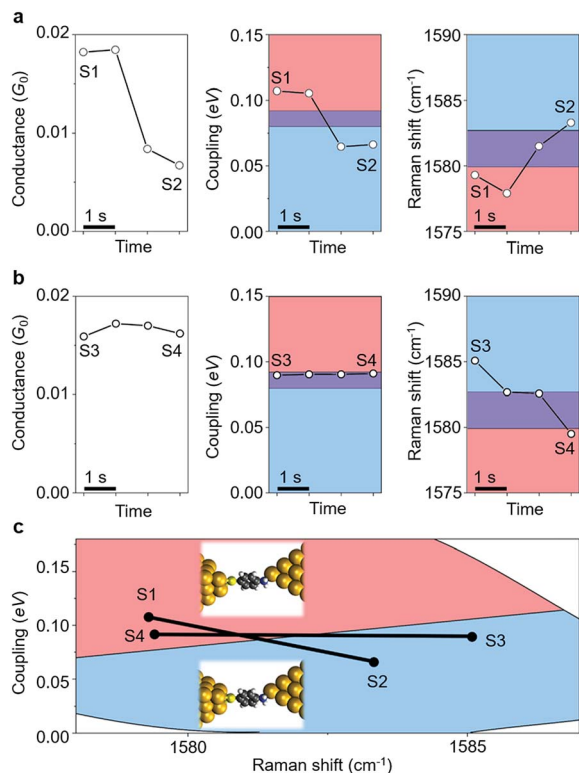 a
0.02
0.01
0.00
Conductance (G0)
S1
S2
1 s
Time
0.15
0.10
0.05
0.00
Coupling (eV)
S1
S2
1 s
Time
1590
1585
1580
1575
Raman shift (cm-1)
S1
S2
1 s
Time
b
0.02
0.01
0.00
Conductance (G0)
S3
S4
1 s
Time
0.15
0.10
0.05
0.00
Coupling (eV)
S3
S4
1 s
Time
1590
1585
1580
1575
Raman shift (cm-1)
S3
S4
1 s
Time
c
0.15
0.10
0.05
0.00
Coupling (eV)
S1
S4
S3
S2
1580
1585
Raman shift (cm-1)